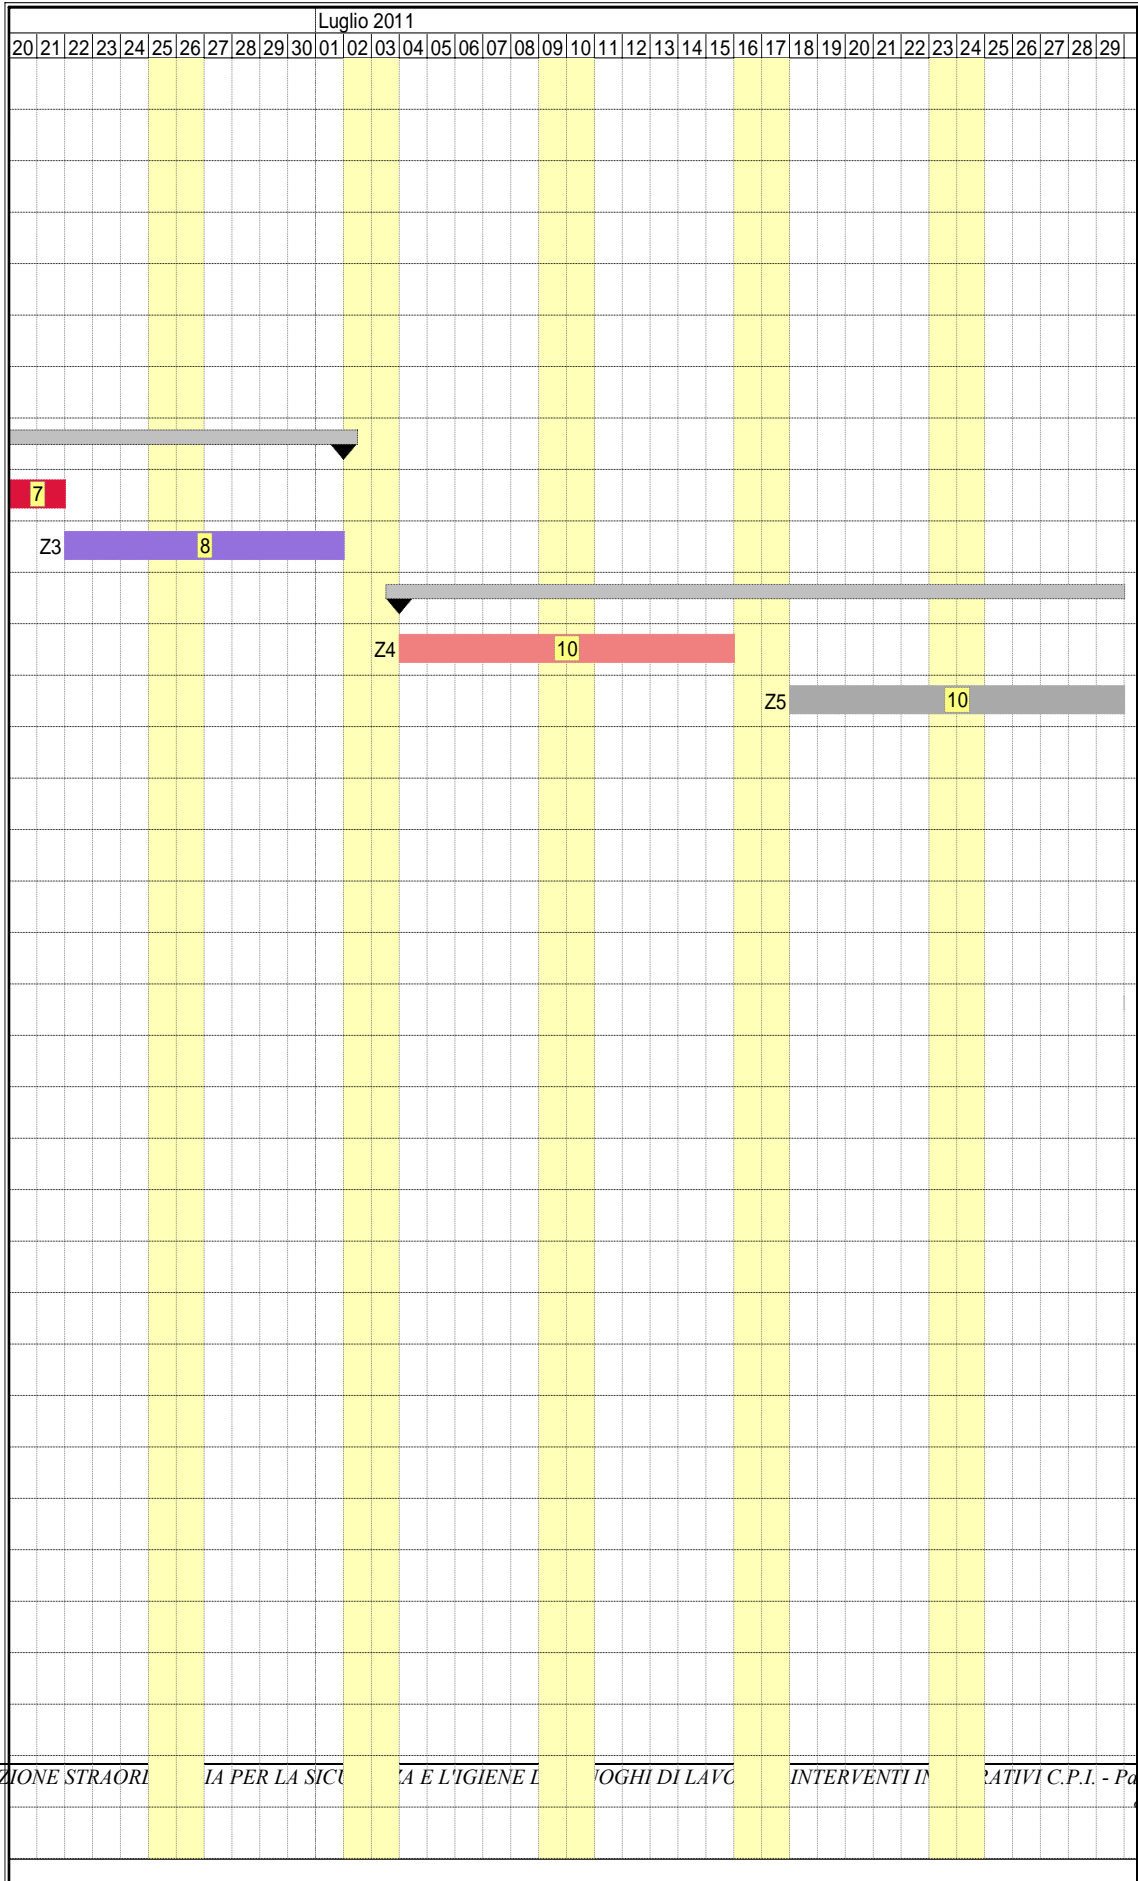 Luglio 2011
20 21 22 23 24 25 26 27 28 29 30 01 02 03 04 05 06 07 08 09 10 11 12 13 14 15 16 17 18 19 20 21 22 23 24 25 26 27 28 29
7
Z3 8
Z4 10
Z5 10
ZIONE STRAORD IA PER LA SICU ZA E L'IGIENE D UOGHI DI LAVO INTERVENTI IN RATIVI C.P.I. - Pa